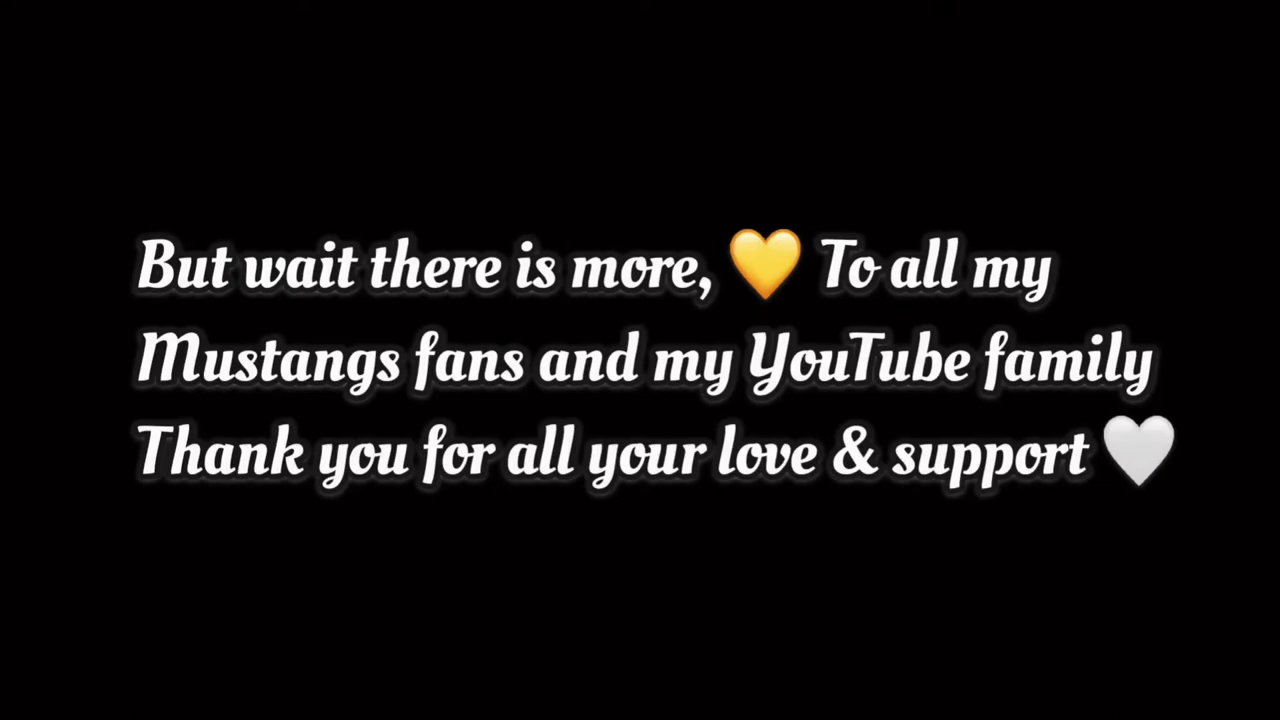 But wait there is more, 💛 To all my
Mustangs fans and my YouTube family
Thank you for all your love & support 🤍